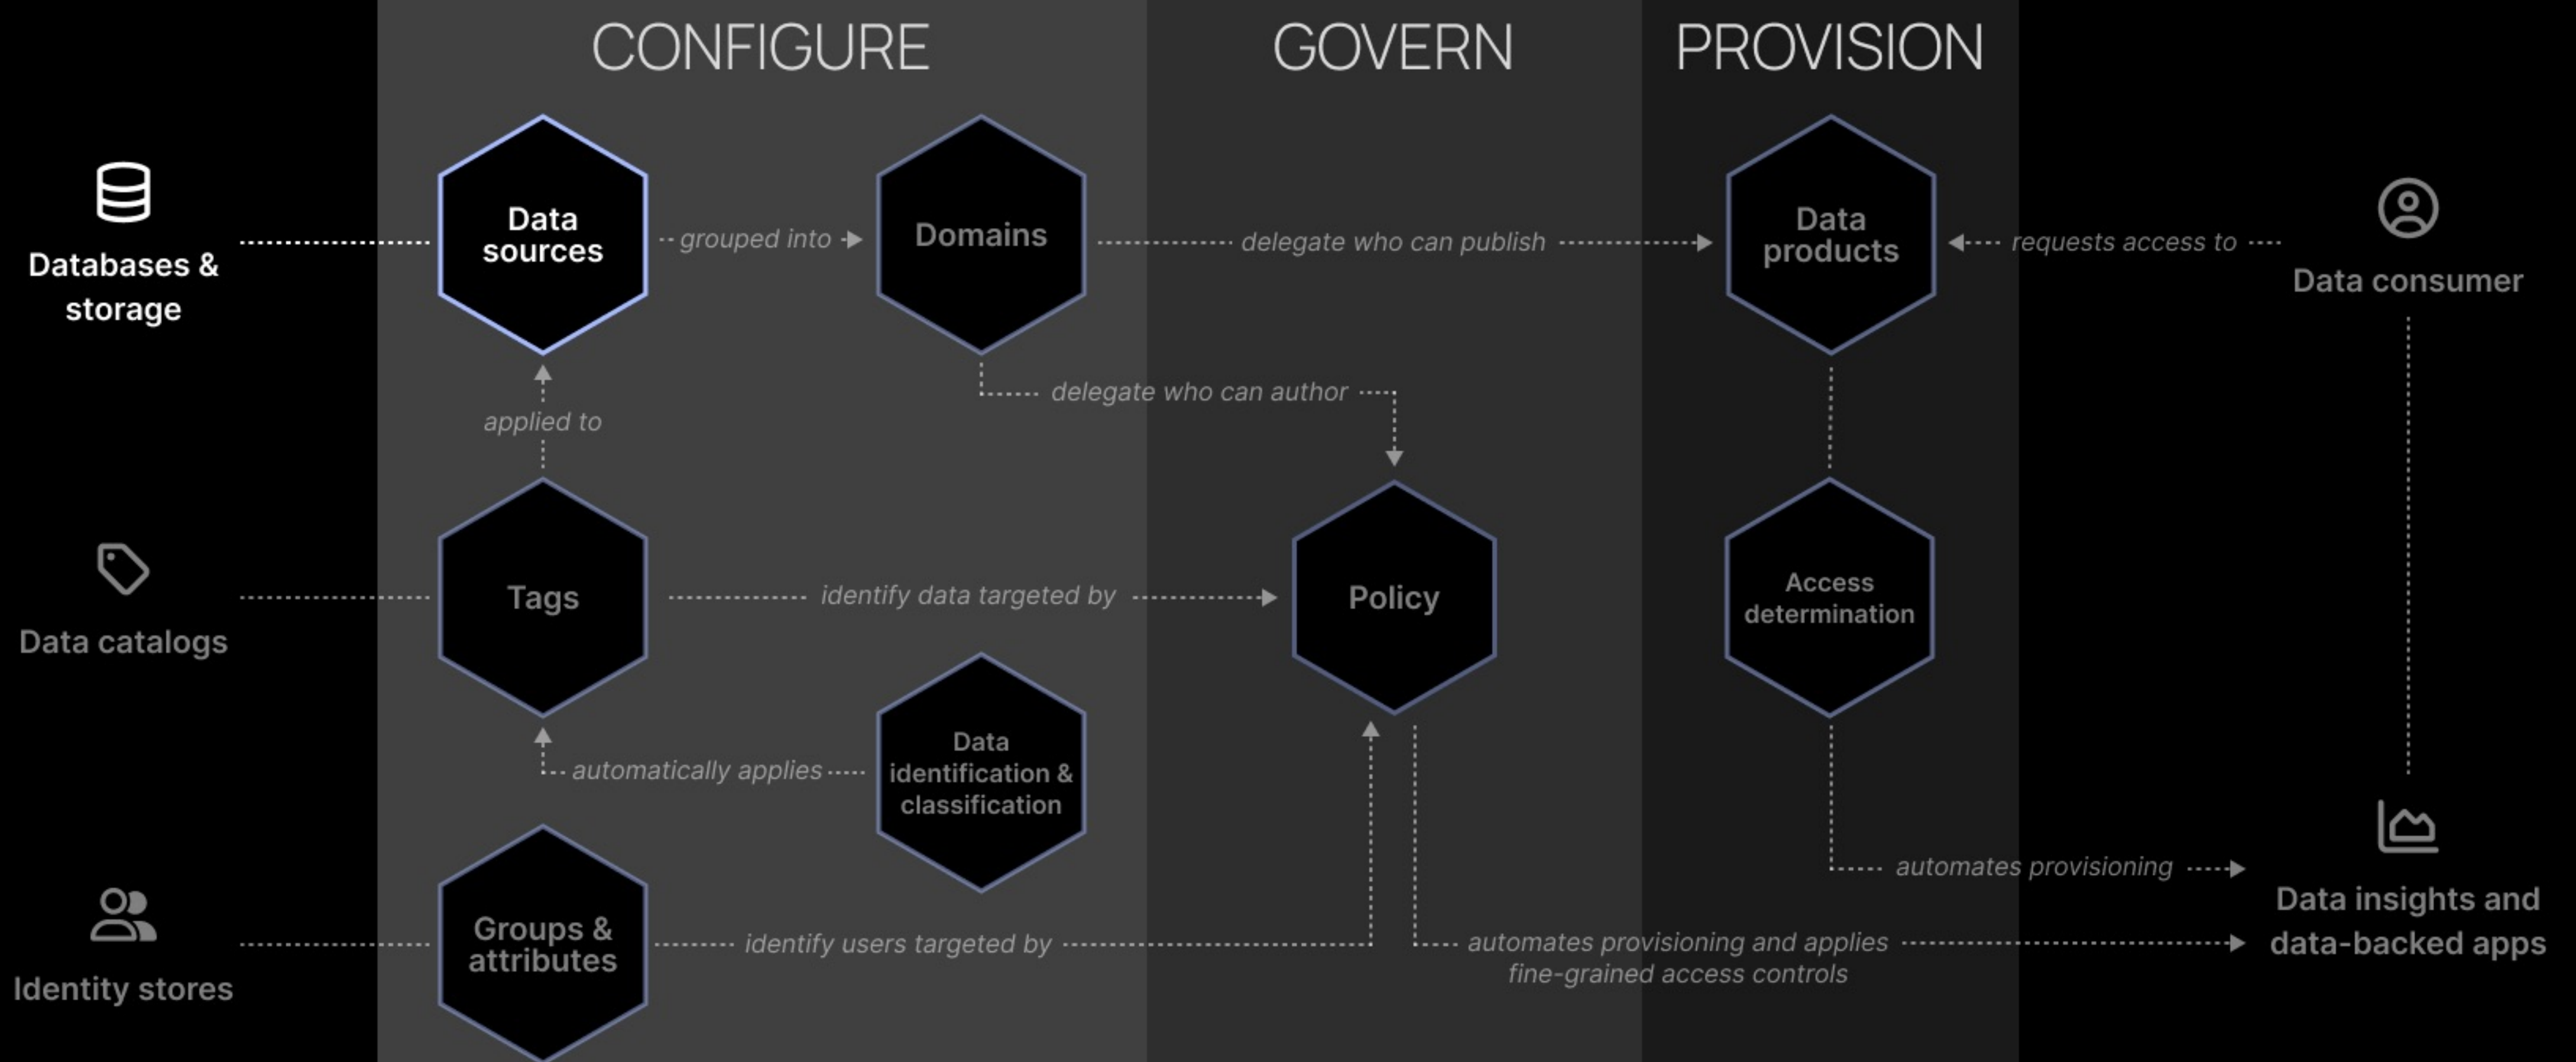 CONFIGURE
GOVERN
PROVISION
Databases &
storage
Data
sources
grouped into
Domains
delegate who can publish
Data
products
requests access to
Data consumer
applied to
delegate who can author
Data catalogs
Tags
identify data targeted by
Policy
Access
determination
automatically applies
Data
identification &
classification
Identity stores
Groups &
attributes
identify users targeted by
automates provisioning
automates provisioning and applies
fine-grained access controls
Data insights and
data-backed apps